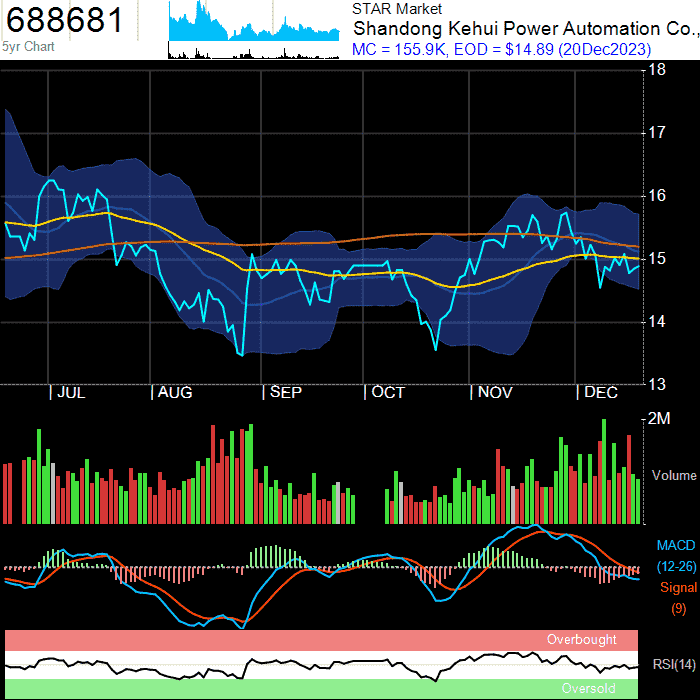 688681
5yr Chart
STAR Market
Shandong Kehui Power Automation Co.,
MC = 155.9K, EOD = $14.89 (20Dec2023)
18
17
16
15
14
13
JUL AUG SEP OCT NOV DEC
2M
Volume
MACD
(12-26)
Signal
(9)
Overbought
RSI(14)
Oversold